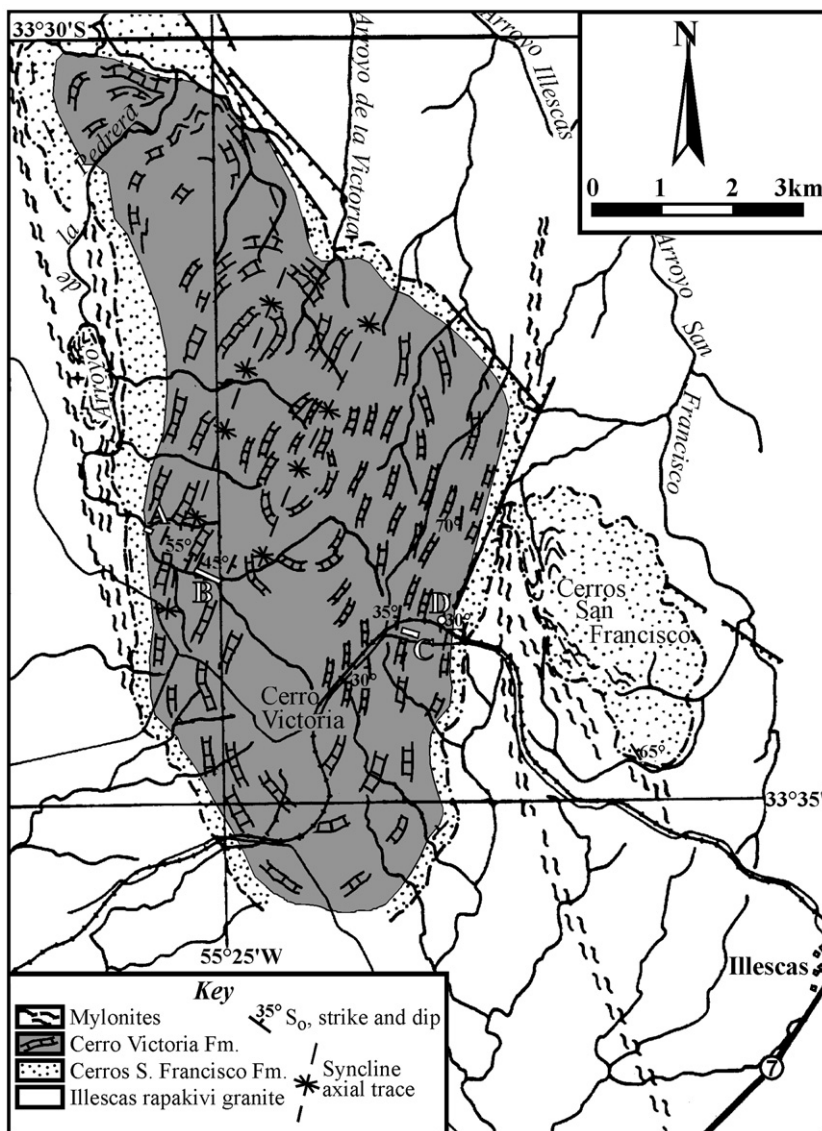 33°30'S
Arroyo de la Victoria
Arroyo Illescas
N
0 1 2 3km
Arroyo de la Pedrera
Arroyo San Francisco
A
55°
45°
B
70°
35°
D
30°
C
30°
Cerro
Victoria
Cerros
San
Francisco
65°
33°35'
55°25'W
Illescas
7
Key
Mylonites
Cerro Victoria Fm.
Cerros S. Francisco Fm.
Illescas rapakivi granite
35° So, strike and dip
Syncline
axial trace